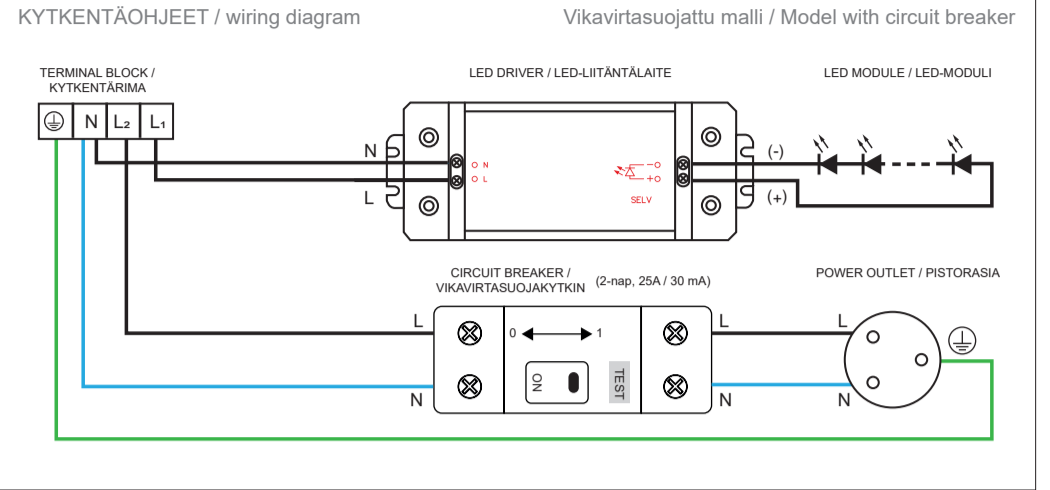 KYTKENTÄOHJEET / wiring diagram
Vikavirtasuojattu malli / Model with circuit breaker
TERMINAL BLOCK /
KYTKENTÄRIMA
LED DRIVER / LED-LIITÄNTÄLAITE
LED MODULE / LED-MODULI
N L₂ L₁
N
L
O N
O L
−O
+O
SELV
(-)
(+)
CIRCUIT BREAKER /
VIKAVIRTASUOJAKYTKIN
(2-nap, 25A / 30 mA)
POWER OUTLET / PISTORASIA
L
N
0 1
ON
TEST
L
N
L
N